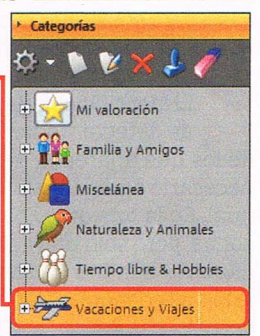 Categorías
Mi valoración
Familia y Amigos
Miscelánea
Naturaleza y Animales
Tiempo libre & Hobbies
Vacaciones y Viajes